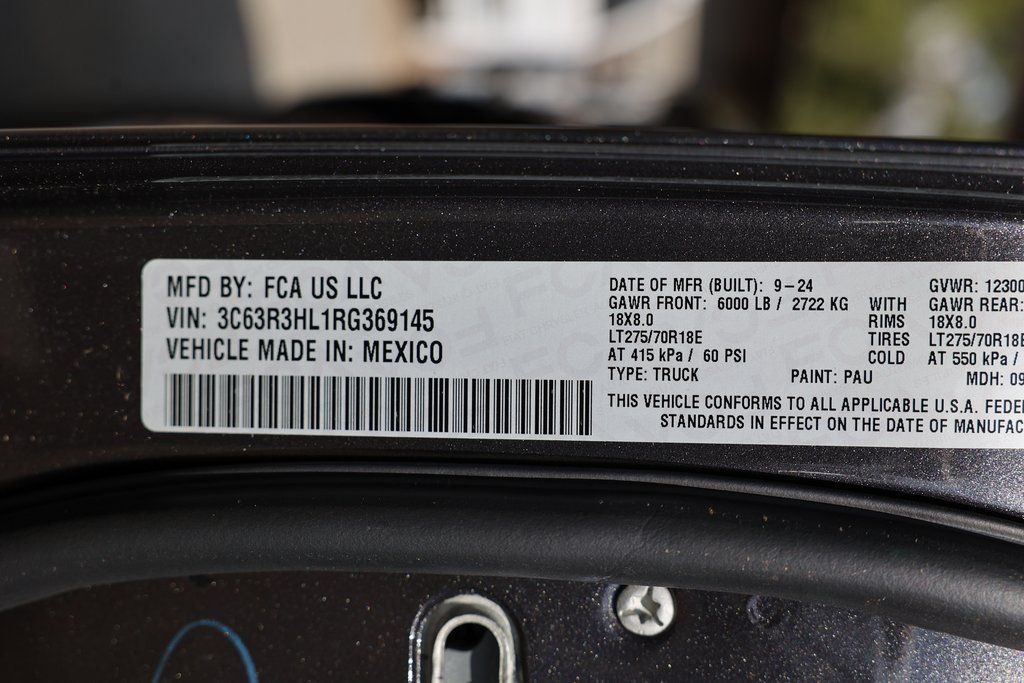 MFD BY: FCA US LLC
VIN: 3C63R3HL1RG369145
VEHICLE MADE IN: MEXICO
DATE OF MFR (BUILT): 9-24 GVWR: 12300
GAWR FRONT: 6000 LB / 2722 KG WITH GAWR REAR:
18X8.0 RIMS 18X8.0
LT275/70R18E TIRES LT275/70R18E
AT 415 kPa / 60 PSI COLD AT 550 kPa /
TYPE: TRUCK PAINT: PAU MDH: 09
THIS VEHICLE CONFORMS TO ALL APPLICABLE U.S.A. FEDE
STANDARDS IN EFFECT ON THE DATE OF MANUFAC